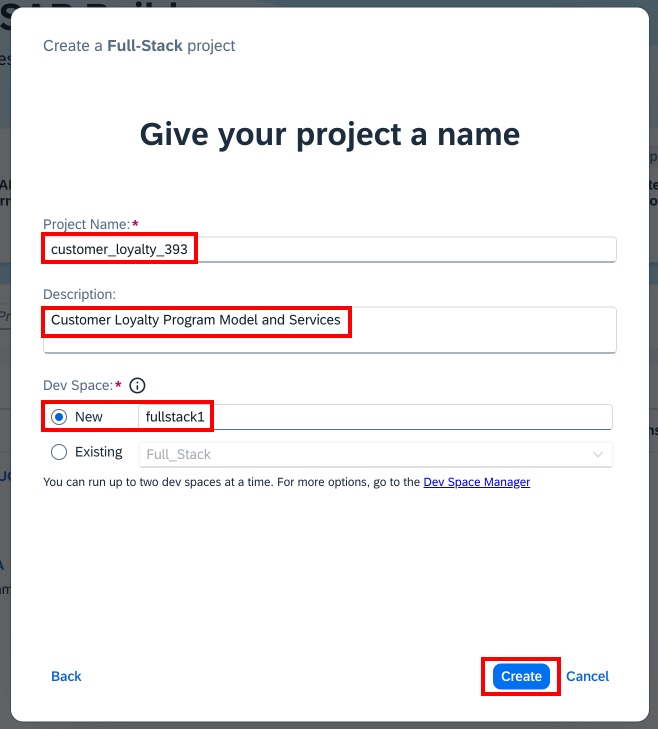 Create a Full-Stack project
Give your project a name
Project Name:*
customer_loyalty_393
Description:
Customer Loyalty Program Model and Services
Dev Space:*
New fullstack1
Existing Full_Stack
You can run up to two dev spaces at a time. For more options, go to the Dev Space Manager
Back Create Cancel